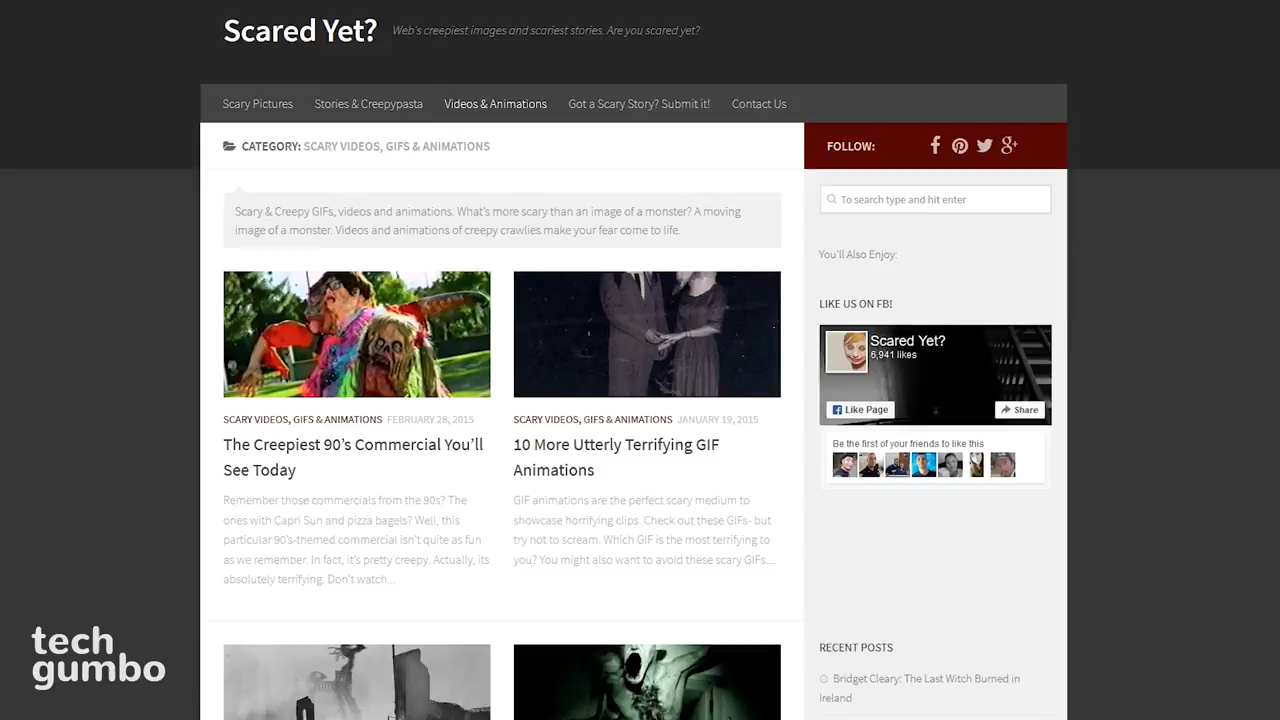 Scared Yet?
Web's creepiest images and scariest stories. Are you scared yet?
Scary Pictures
Stories & Creepypasta
Videos & Animations
Got a Scary Story? Submit it!
Contact Us
CATEGORY: SCARY VIDEOS, GIFS & ANIMATIONS
FOLLOW:
To search type and hit enter
Scary & Creepy GIFs, videos and animations. What's more scary than an image of a monster? A moving
image of a monster. Videos and animations of creepy crawlies make your fear come to life.
You'll Also Enjoy:
LIKE US ON FB!
Scared Yet?
6,941 likes
Like Page
Share
Be the first of your friends to like this
SCARY VIDEOS, GIFS & ANIMATIONS FEBRUARY 28, 2015
The Creepiest 90's Commercial You'll
See Today
Remember those commercials from the 90s? The
ones with Capri Sun and pizza bagels? Well, this
particular 90's-themed commercial isn't quite as fun
as we remember. In fact, it's pretty creepy. Actually, its
absolutely terrifying. Don't watch...
SCARY VIDEOS, GIFS & ANIMATIONS JANUARY 19, 2015
10 More Utterly Terrifying GIF
Animations
GIF animations are the perfect scary medium to
showcase horrifying clips. Check out these GIFs- but
try not to scream. Which GIF is the most terrifying to
you? You might also want to avoid these scary GIFs....
RECENT POSTS
Bridget Cleary: The Last Witch Burned in
Ireland
tech
gumbo